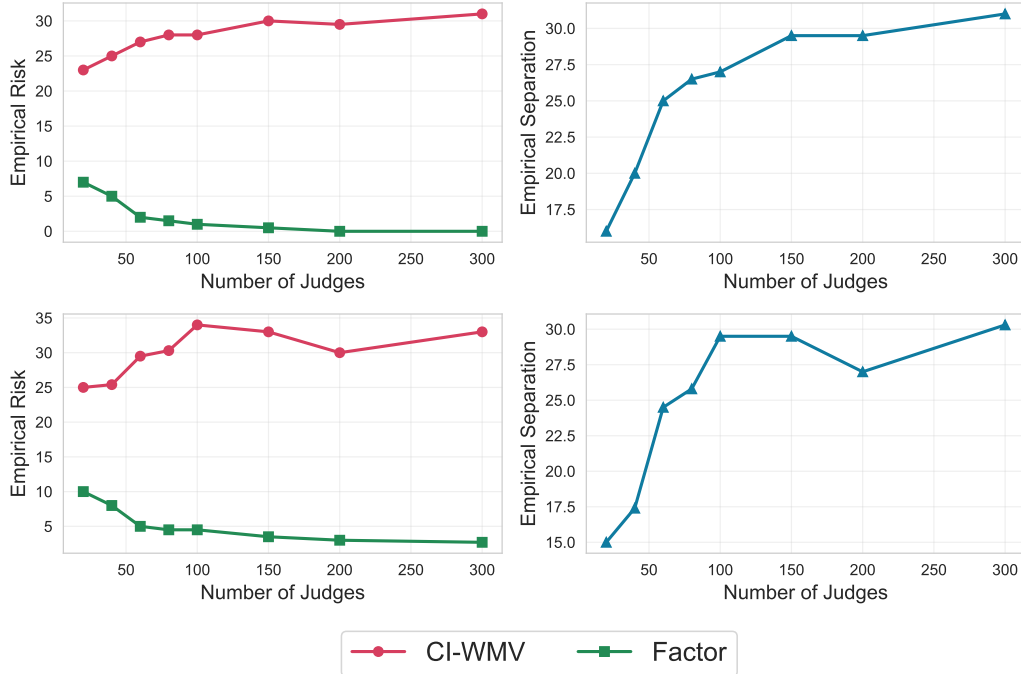 30
25
20
15
10
5
0
Empirical Risk
50 100 150 200 250 300
Number of Judges
30.0
27.5
25.0
22.5
20.0
17.5
Empirical Separation
50 100 150 200 250 300
Number of Judges
35
30
25
20
15
10
5
Empirical Risk
50 100 150 200 250 300
Number of Judges
30.0
27.5
25.0
22.5
20.0
17.5
15.0
Empirical Separation
50 100 150 200 250 300
Number of Judges
CI-WMV Factor